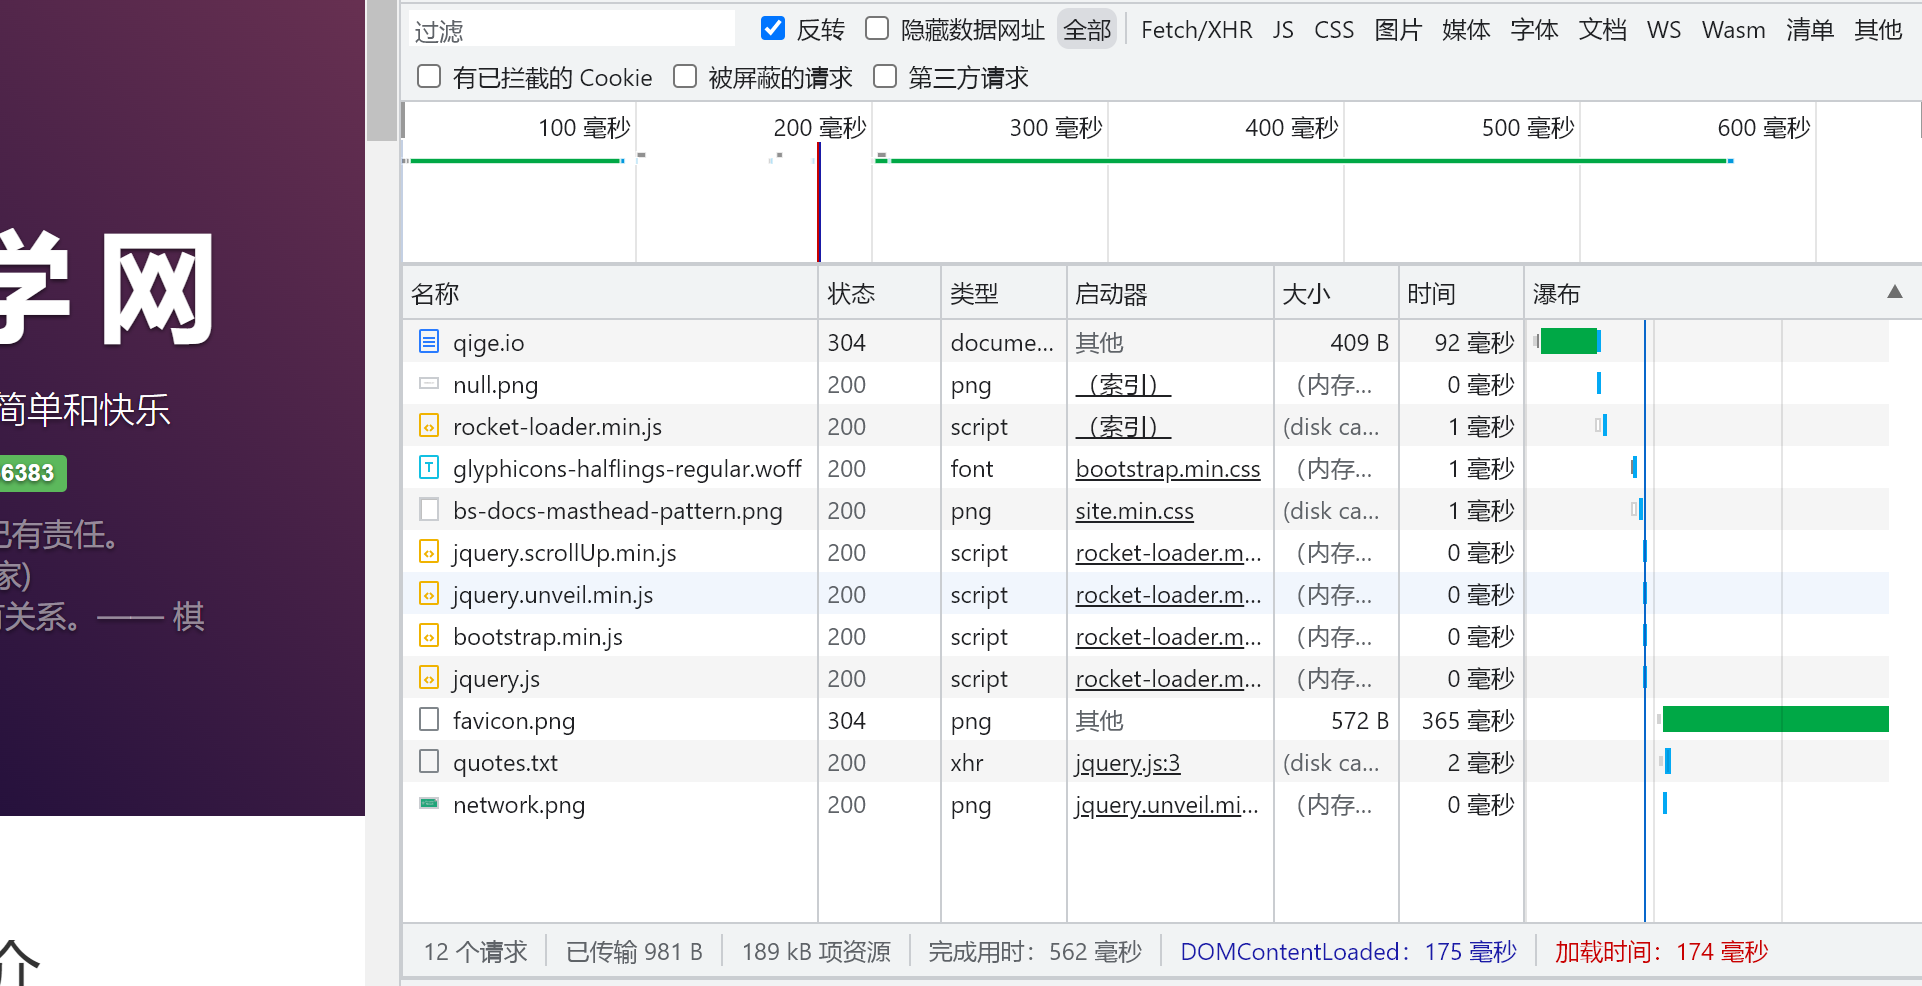 学网
简单和快乐
6383
有责任。
家)
关系。—— 棋
介
过滤 反转 隐藏数据网址 全部 Fetch/XHR JS CSS 图片 媒体 字体 文档 WS Wasm 清单 其他
有已拦截的 Cookie 被屏蔽的请求 第三方请求
100 毫秒 200 毫秒 300 毫秒 400 毫秒 500 毫秒 600 毫秒
名称 状态 类型 启动器 大小 时间 瀑布
qige.io 304 docume... 其他 409 B 92 毫秒
null.png 200 png （索引） （内存... 0 毫秒
rocket-loader.min.js 200 script （索引） (disk ca... 1 毫秒
glyphicons-halflings-regular.woff 200 font bootstrap.min.css （内存... 1 毫秒
bs-docs-masthead-pattern.png 200 png site.min.css (disk ca... 1 毫秒
jquery.scrollUp.min.js 200 script rocket-loader.m... （内存... 0 毫秒
jquery.unveil.min.js 200 script rocket-loader.m... （内存... 0 毫秒
bootstrap.min.js 200 script rocket-loader.m... （内存... 0 毫秒
jquery.js 200 script rocket-loader.m... （内存... 0 毫秒
favicon.png 304 png 其他 572 B 365 毫秒
quotes.txt 200 xhr jquery.js:3 (disk ca... 2 毫秒
network.png 200 png jquery.unveil.mi... （内存... 0 毫秒
12 个请求 已传输 981 B 189 kB 项资源 完成用时：562 毫秒 DOMContentLoaded：175 毫秒 加载时间：174 毫秒